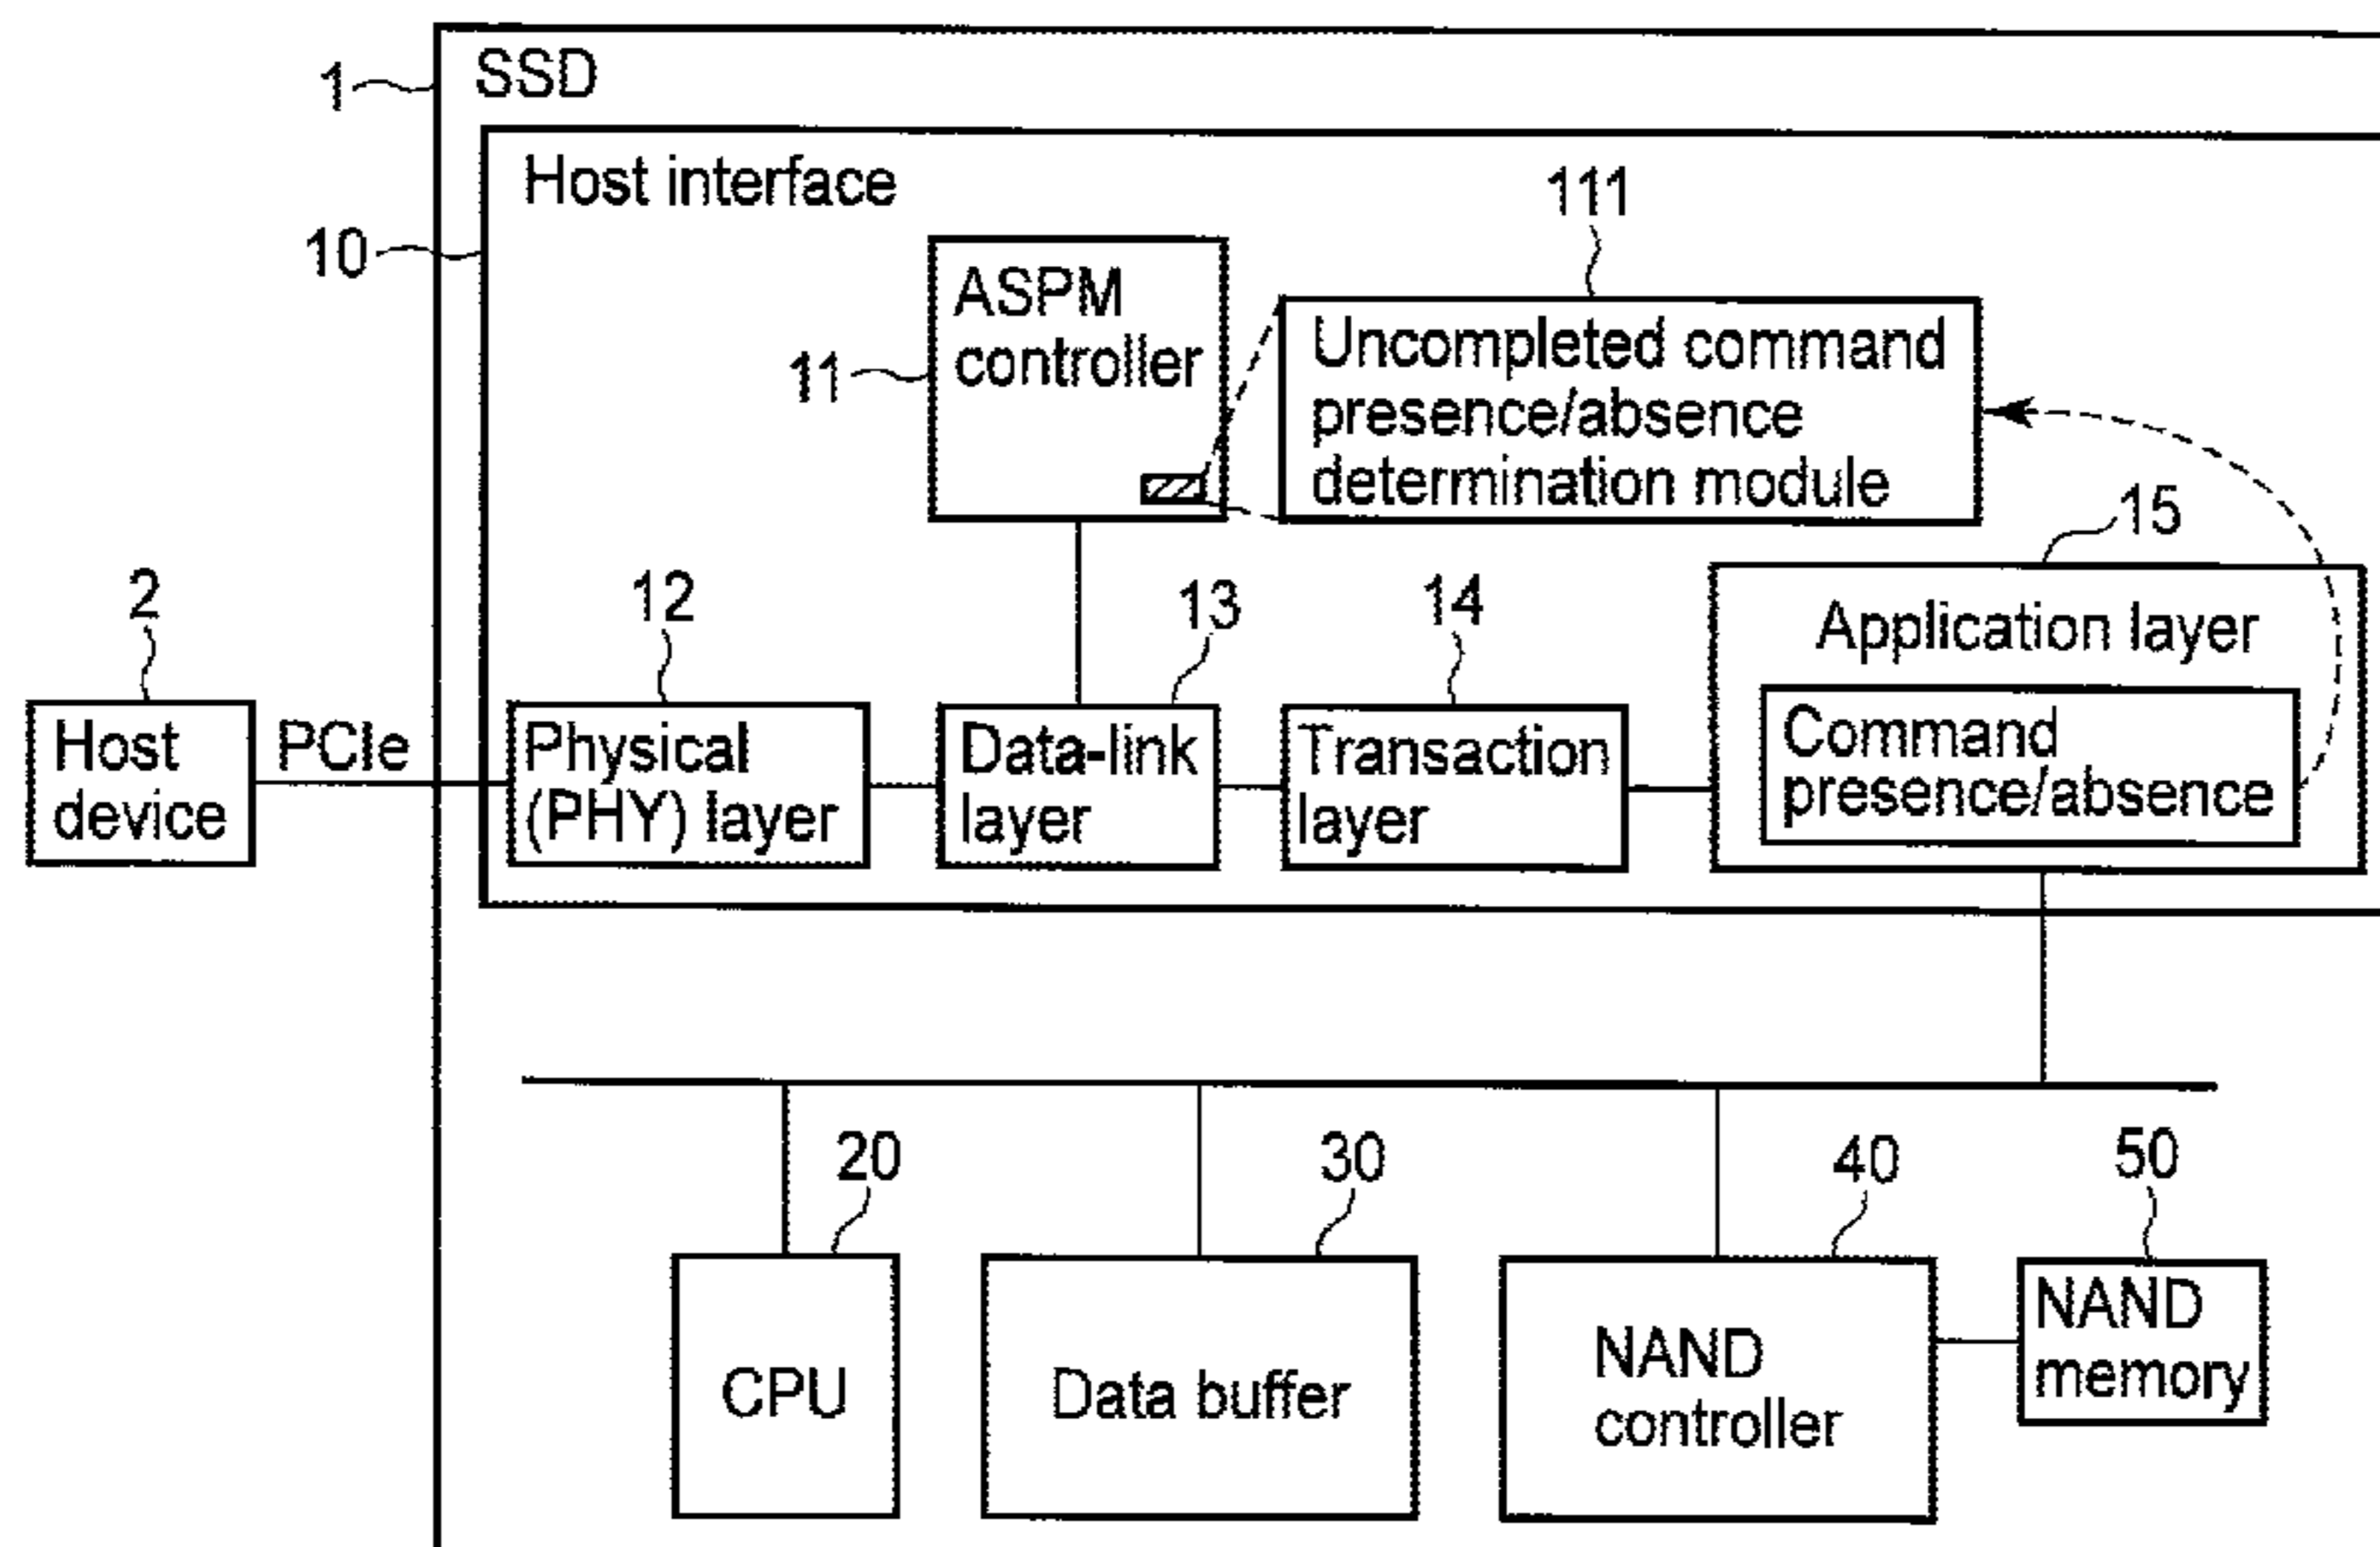 1
SSD
Host interface
10
111
ASPM
controller
11
Uncompleted command
presence/absence
determination module
15
2
12
13
14
Application layer
Host
device
PCIe
Physical
(PHY) layer
Data-link
layer
Transaction
layer
Command
presence/absence
20
30
40
50
CPU
Data buffer
NAND
controller
NAND
memory